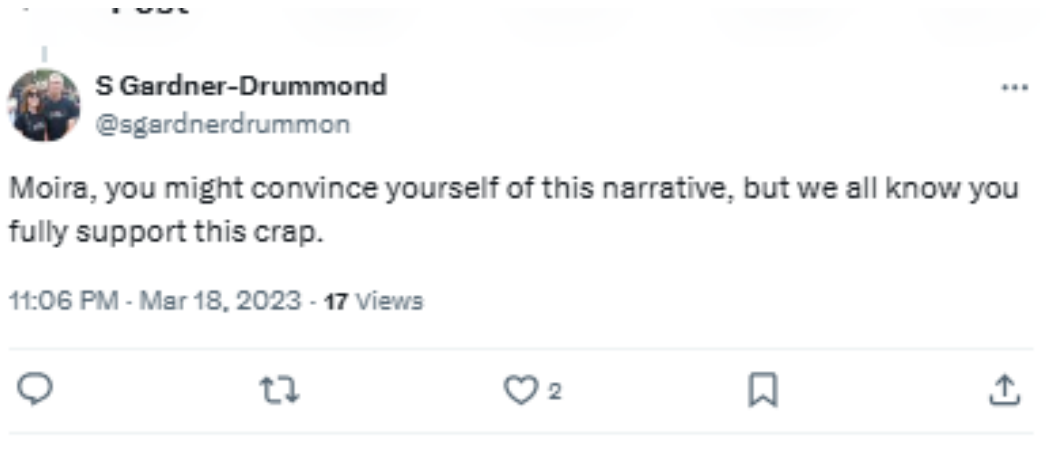 Post
S Gardner-Drummond
@sgardnerdrummon
Moira, you might convince yourself of this narrative, but we all know you
fully support this crap.
11:06 PM · Mar 18, 2023 · 17 Views
2